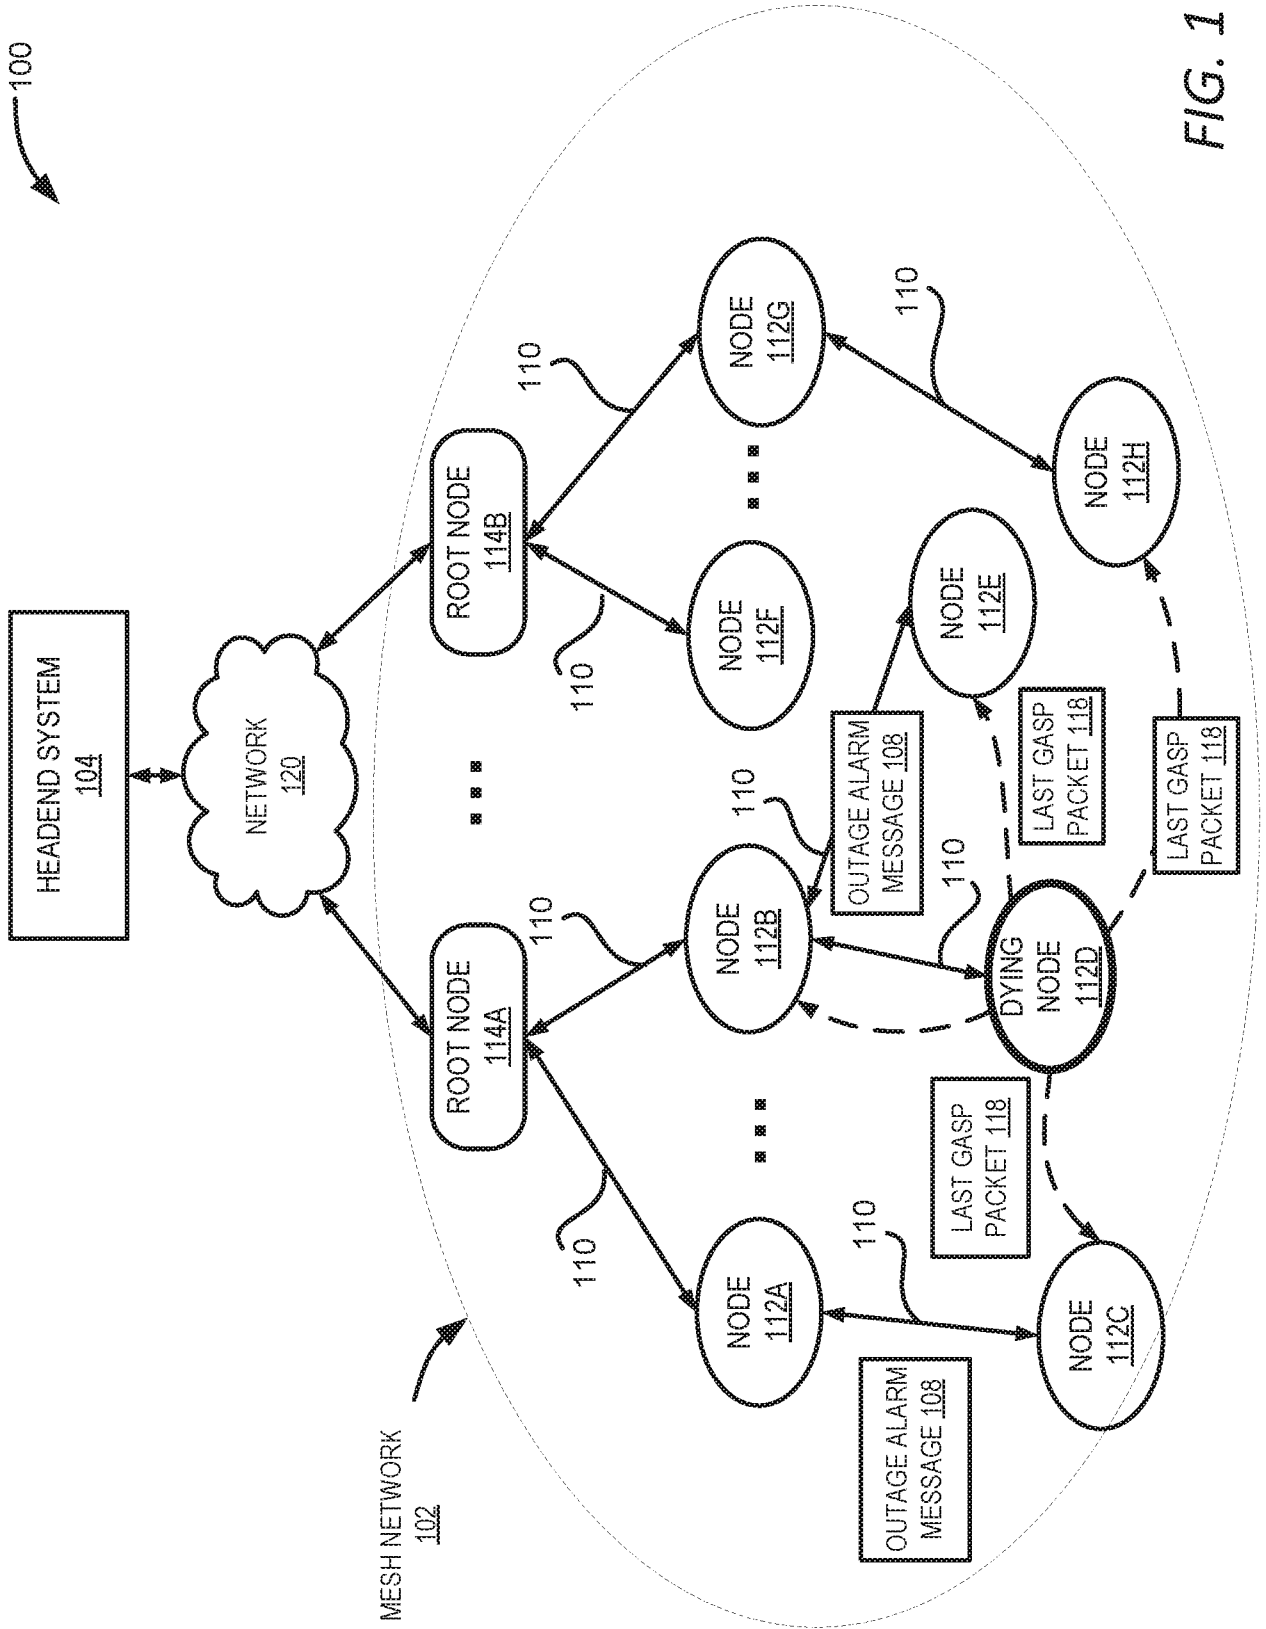 100
HEADEND SYSTEM
104
NETWORK
120
MESH NETWORK
102
ROOT NODE
114A
ROOT NODE
114B
110
110
110
110
NODE
112A
NODE
112B
NODE
112F
NODE
112G
110
110
110
110
OUTAGE ALARM
MESSAGE 108
OUTAGE ALARM
MESSAGE 108
NODE
112C
LAST GASP
PACKET 118
DYING
NODE
112D
LAST GASP
PACKET 118
NODE
112E
NODE
112H
LAST GASP
PACKET 118
FIG. 1